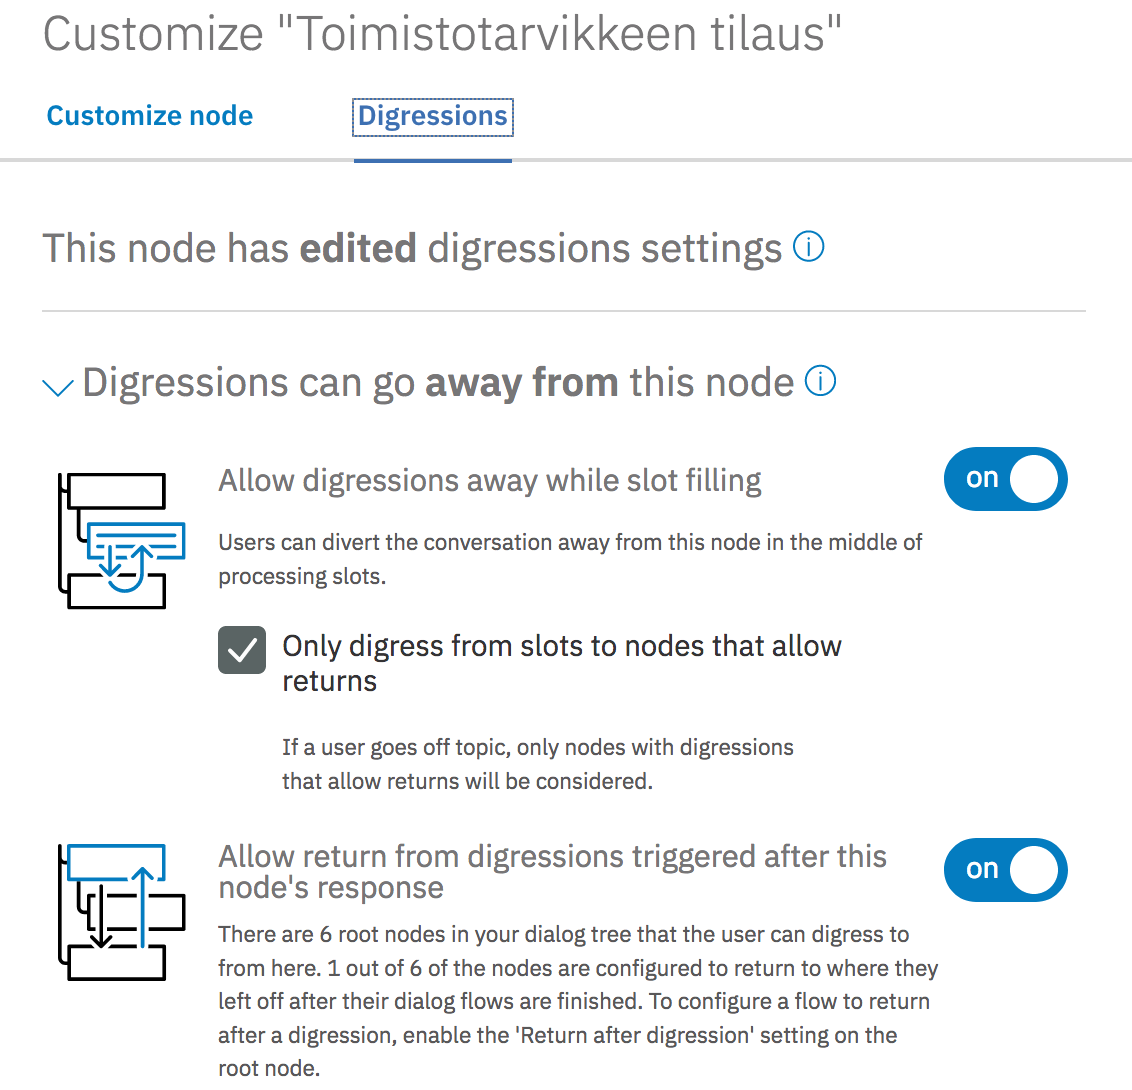 Customize "Toimistotarvikkeen tilaus"
Customize node
Digressions
This node has edited digressions settings
Digressions can go away from this node
Allow digressions away while slot filling
on
Users can divert the conversation away from this node in the middle of
processing slots.
Only digress from slots to nodes that allow
returns
If a user goes off topic, only nodes with digressions
that allow returns will be considered.
Allow return from digressions triggered after this
node's response
on
There are 6 root nodes in your dialog tree that the user can digress to
from here. 1 out of 6 of the nodes are configured to return to where they
left off after their dialog flows are finished. To configure a flow to return
after a digression, enable the 'Return after digression' setting on the
root node.